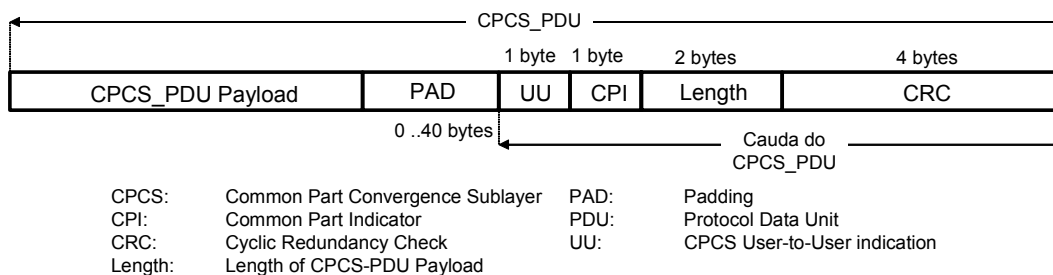 CPCS_PDU
1 byte 1 byte 2 bytes 4 bytes
CPCS_PDU Payload PAD UU CPI Length CRC
0 ..40 bytes
Cauda do
CPCS_PDU
CPCS: Common Part Convergence Sublayer PAD: Padding
CPI: Common Part Indicator PDU: Protocol Data Unit
CRC: Cyclic Redundancy Check UU: CPCS User-to-User indication
Length: Length of CPCS-PDU Payload